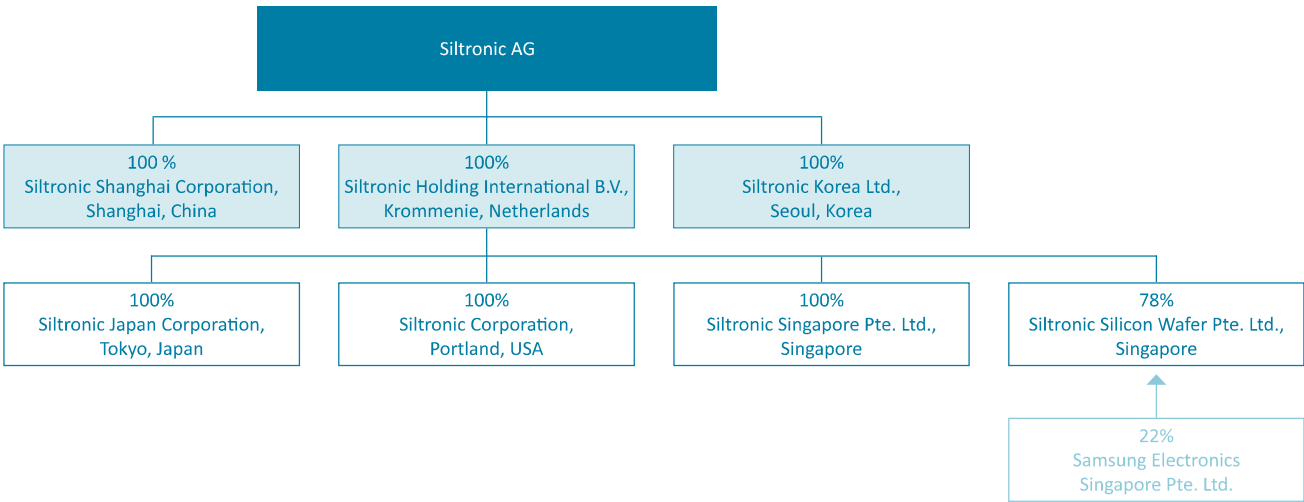 Siltronic AG
100 %
Siltronic Shanghai Corporation,
Shanghai, China
100%
Siltronic Holding International B.V.,
Krommenie, Netherlands
100%
Siltronic Korea Ltd.,
Seoul, Korea
100%
Siltronic Japan Corporation,
Tokyo, Japan
100%
Siltronic Corporation,
Portland, USA
100%
Siltronic Singapore Pte. Ltd.,
Singapore
78%
Siltronic Silicon Wafer Pte. Ltd.,
Singapore
22%
Samsung Electronics
Singapore Pte. Ltd.